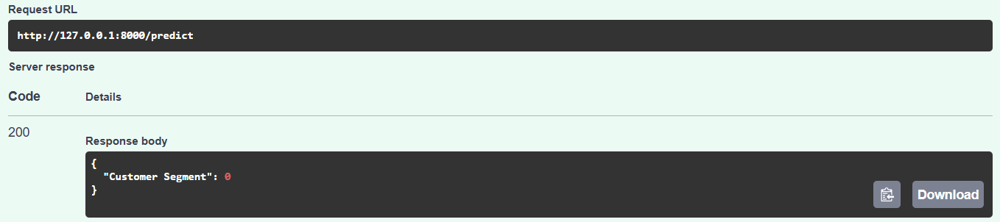 Request URL
http://127.0.0.1:8000/predict
Server response
Code Details
200
Response body
{
  "Customer Segment": 0
}
Download